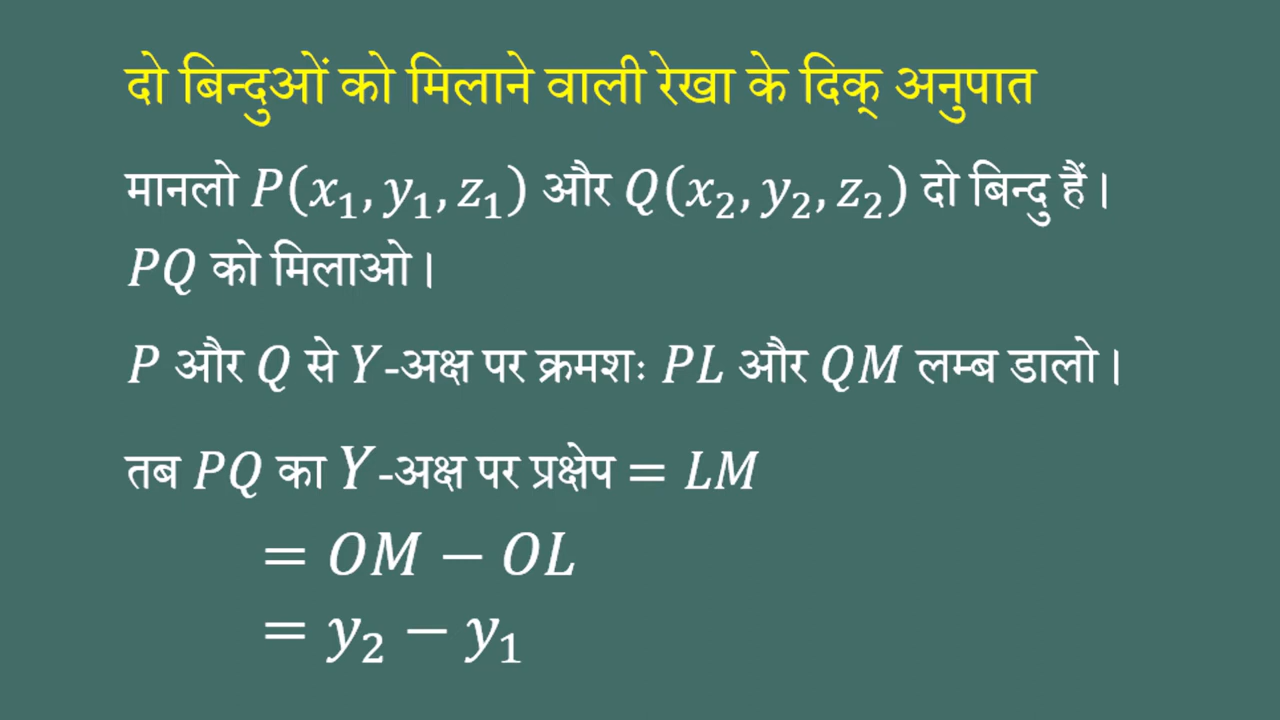 दो बिन्दुओं को मिलाने वाली रेखा के दिक् अनुपात
मानलो P(x₁, y₁, z₁) और Q(x₂, y₂, z₂) दो बिन्दु हैं।
PQ को मिलाओ।
P और Q से Y-अक्ष पर क्रमशः PL और QM लम्ब डालो।
तब PQ का Y-अक्ष पर प्रक्षेप = LM
= OM − OL
= y₂ − y₁